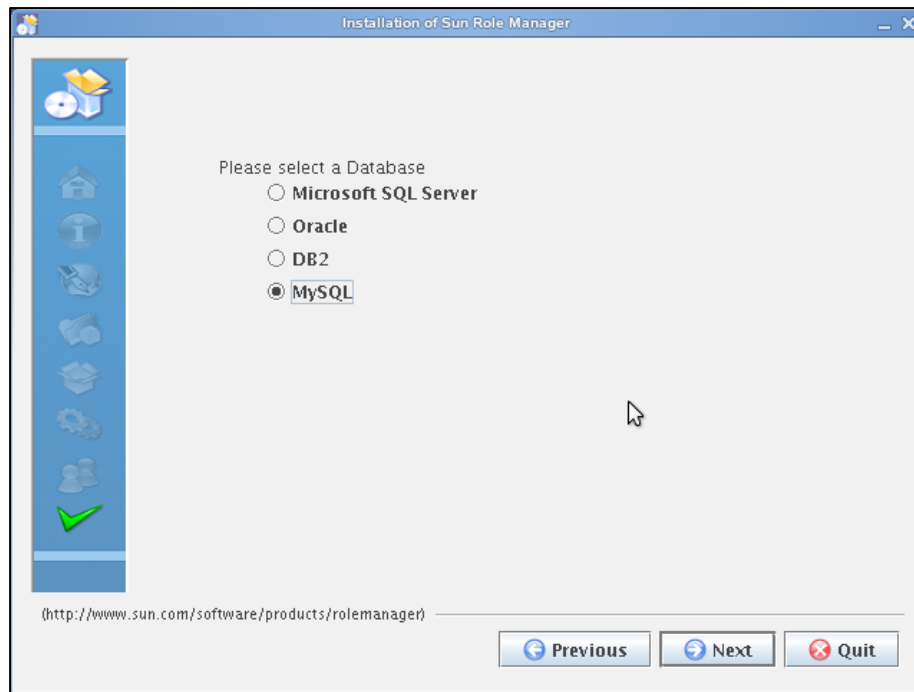 Installation of Sun Role Manager
Please select a Database
Microsoft SQL Server
Oracle
DB2
MySQL
(http://www.sun.com/software/products/rolemanager)
Previous Next Quit